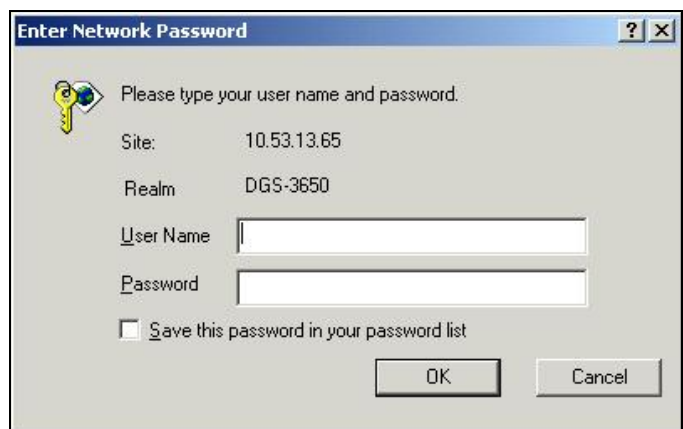 Enter Network Password
Please type your user name and password.
Site: 10.53.13.65
Realm DGS-3650
User Name
Password
Save this password in your password list
OK Cancel